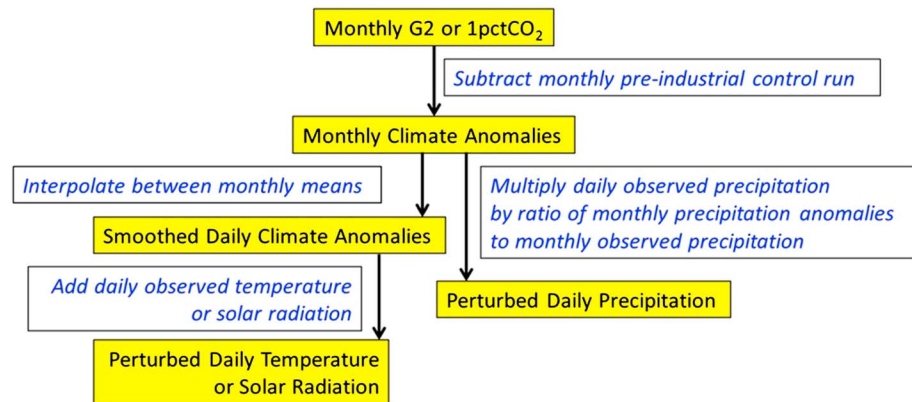 Monthly G2 or 1pctCO₂
Subtract monthly pre-industrial control run
Monthly Climate Anomalies
Interpolate between monthly means
Multiply daily observed precipitation
by ratio of monthly precipitation anomalies
to monthly observed precipitation
Smoothed Daily Climate Anomalies
Add daily observed temperature
or solar radiation
Perturbed Daily Precipitation
Perturbed Daily Temperature
or Solar Radiation